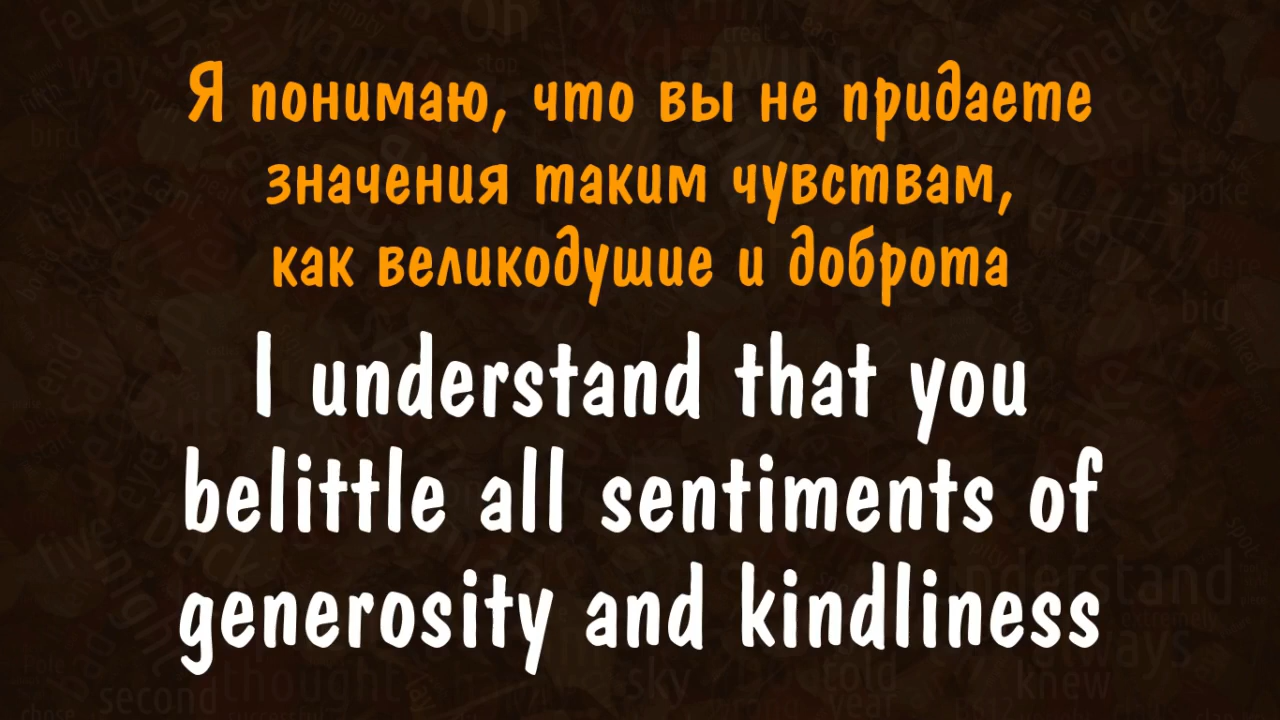 Я понимаю, что вы не придаете
значения таким чувствам,
как великодушие и доброта
I understand that you
belittle all sentiments of
generosity and kindliness